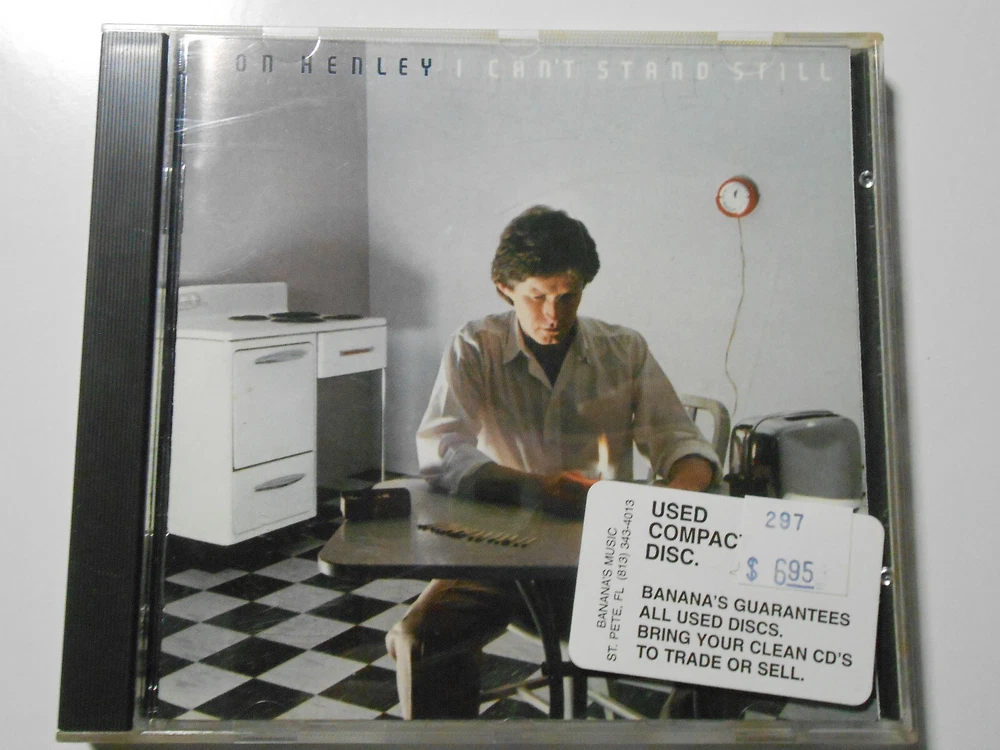 ON HENLEY I CAN'T STAND STILL
BANANA'S MUSIC
ST. PETE, FL (813) 343-4013
USED
COMPAC
DISC.
297
$ 695
BANANA'S GUARANTEES
ALL USED DISCS.
BRING YOUR CLEAN CD'S
TO TRADE OR SELL.